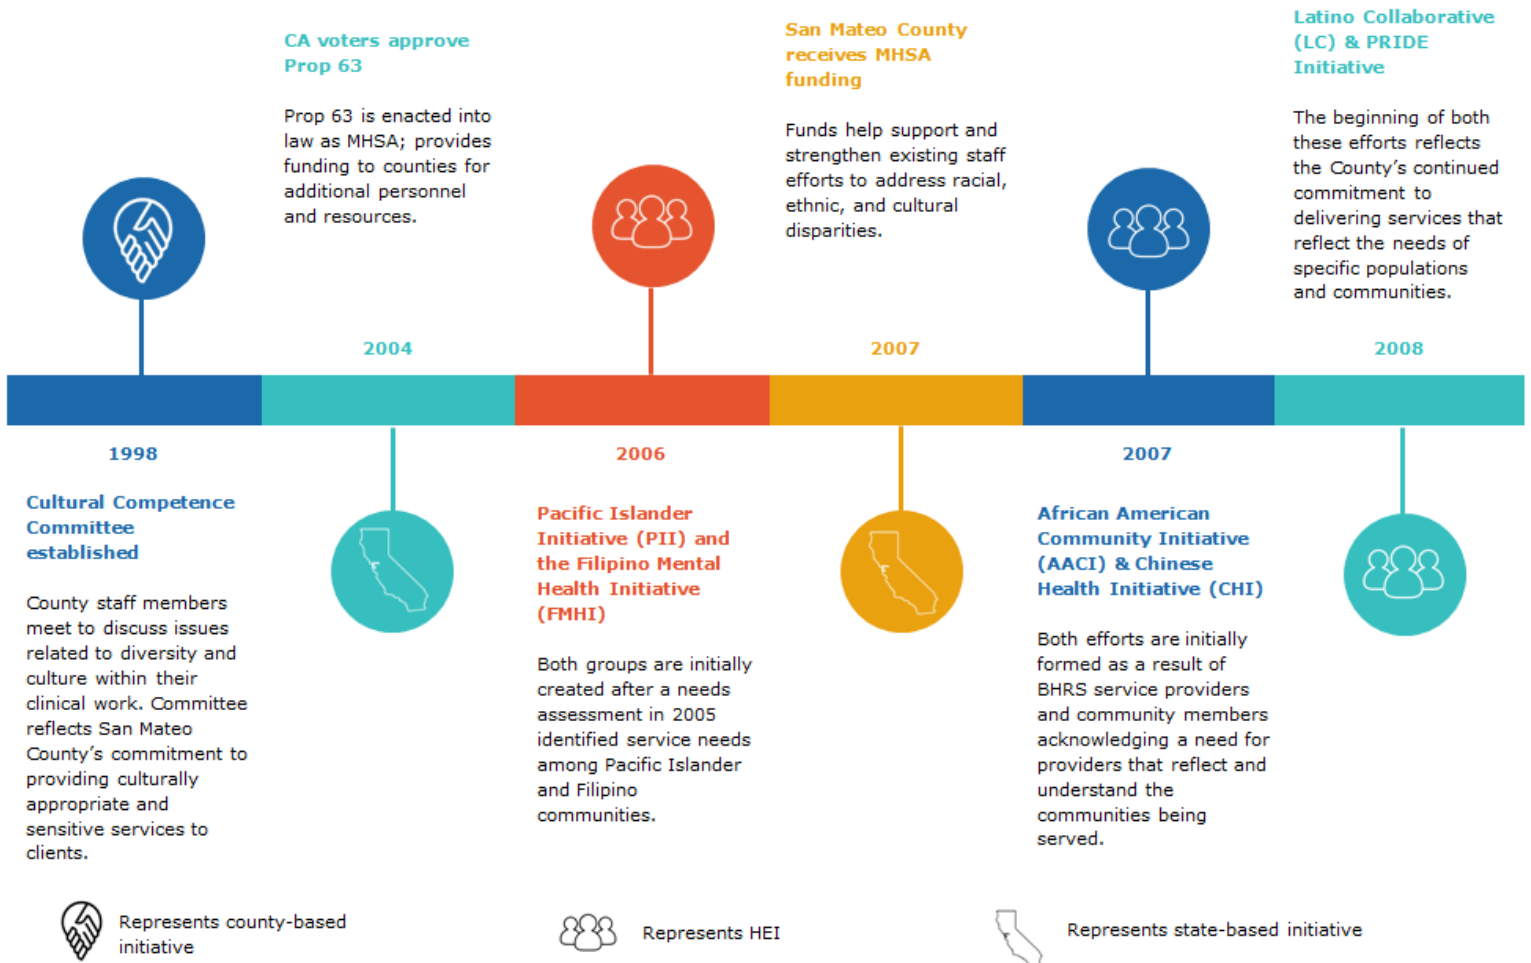 CA voters approve
Prop 63
Prop 63 is enacted into
law as MHSA; provides
funding to counties for
additional personnel
and resources.
San Mateo County
receives MHSA
funding
Funds help support and
strengthen existing staff
efforts to address racial,
ethnic, and cultural
disparities.
Latino Collaborative
(LC) & PRIDE
Initiative
The beginning of both
these efforts reflects
the County’s continued
commitment to
delivering services that
reflect the needs of
specific populations
and communities.
2004
2007
2008
1998
Cultural Competence
Committee
established
County staff members
meet to discuss issues
related to diversity and
culture within their
clinical work. Committee
reflects San Mateo
County’s commitment to
providing culturally
appropriate and
sensitive services to
clients.
2006
Pacific Islander
Initiative (PII) and
the Filipino Mental
Health Initiative
(FMHI)
Both groups are initially
created after a needs
assessment in 2005
identified service needs
among Pacific Islander
and Filipino
communities.
2007
African American
Community Initiative
(AACI) & Chinese
Health Initiative (CHI)
Both efforts are initially
formed as a result of
BHRS service providers
and community members
acknowledging a need for
providers that reflect and
understand the
communities being
served.
Represents county-based
initiative
Represents HEI
Represents state-based initiative